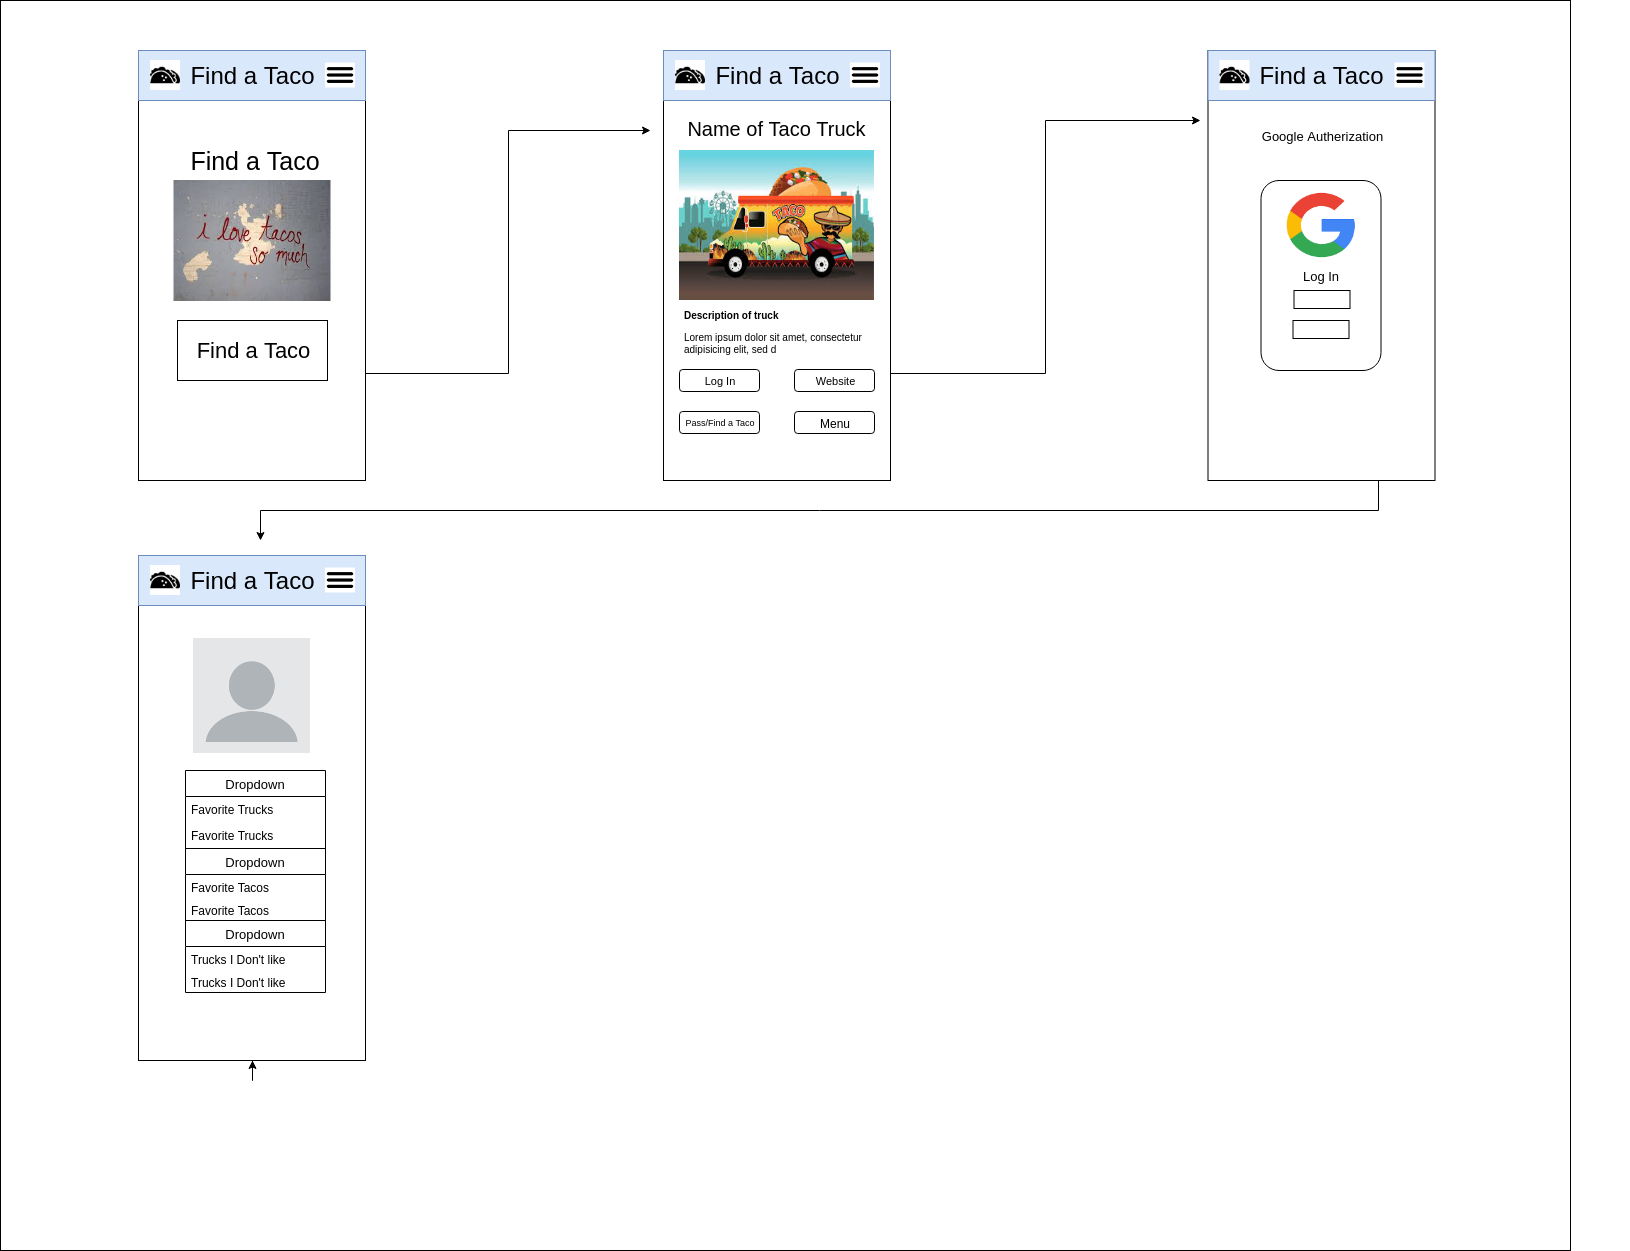 Find a Taco
Find a Taco
i love tacos
so much
Find a Taco
Find a Taco
Name of Taco Truck
TACO
Description of truck
Lorem ipsum dolor sit amet, consectetur
adipisicing elit, sed d
Log In
Website
Pass/Find a Taco
Menu
Find a Taco
Google Autherization
Log In
Find a Taco
Dropdown
Favorite Trucks
Favorite Trucks
Dropdown
Favorite Tacos
Favorite Tacos
Dropdown
Trucks I Don't like
Trucks I Don't like